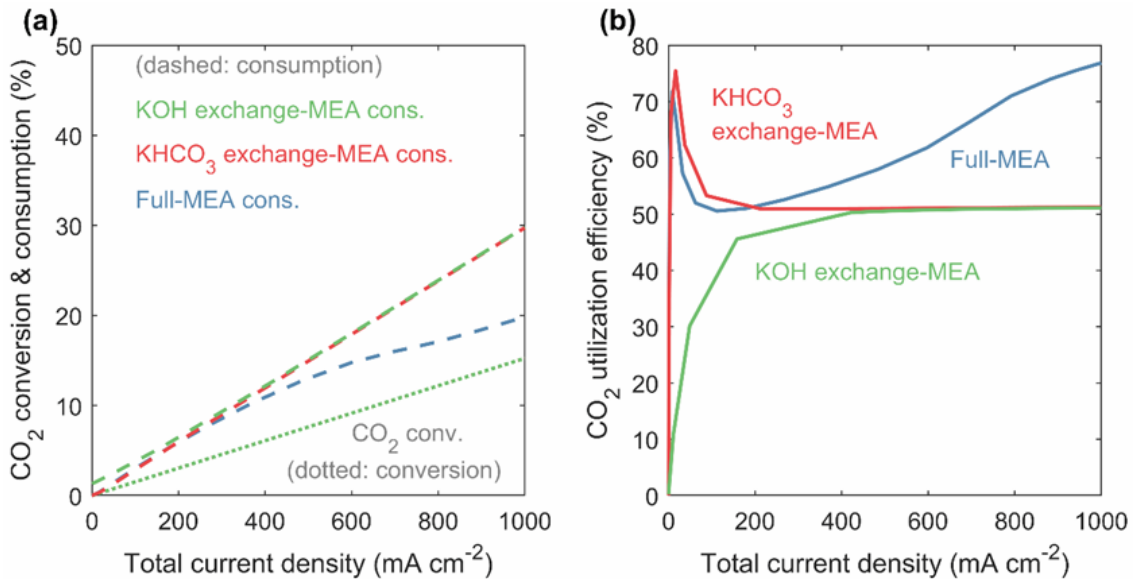 (a)
50
40
30
20
10
0
CO2 conversion & consumption (%)
(dashed: consumption)
KOH exchange-MEA cons.
KHCO3 exchange-MEA cons.
Full-MEA cons.
CO2 conv.
(dotted: conversion)
0 200 400 600 800 1000
Total current density (mA cm-2)
(b)
80
70
60
50
40
30
20
10
0
CO2 utilization efficiency (%)
KHCO3
exchange-MEA
Full-MEA
KOH exchange-MEA
0 200 400 600 800 1000
Total current density (mA cm-2)